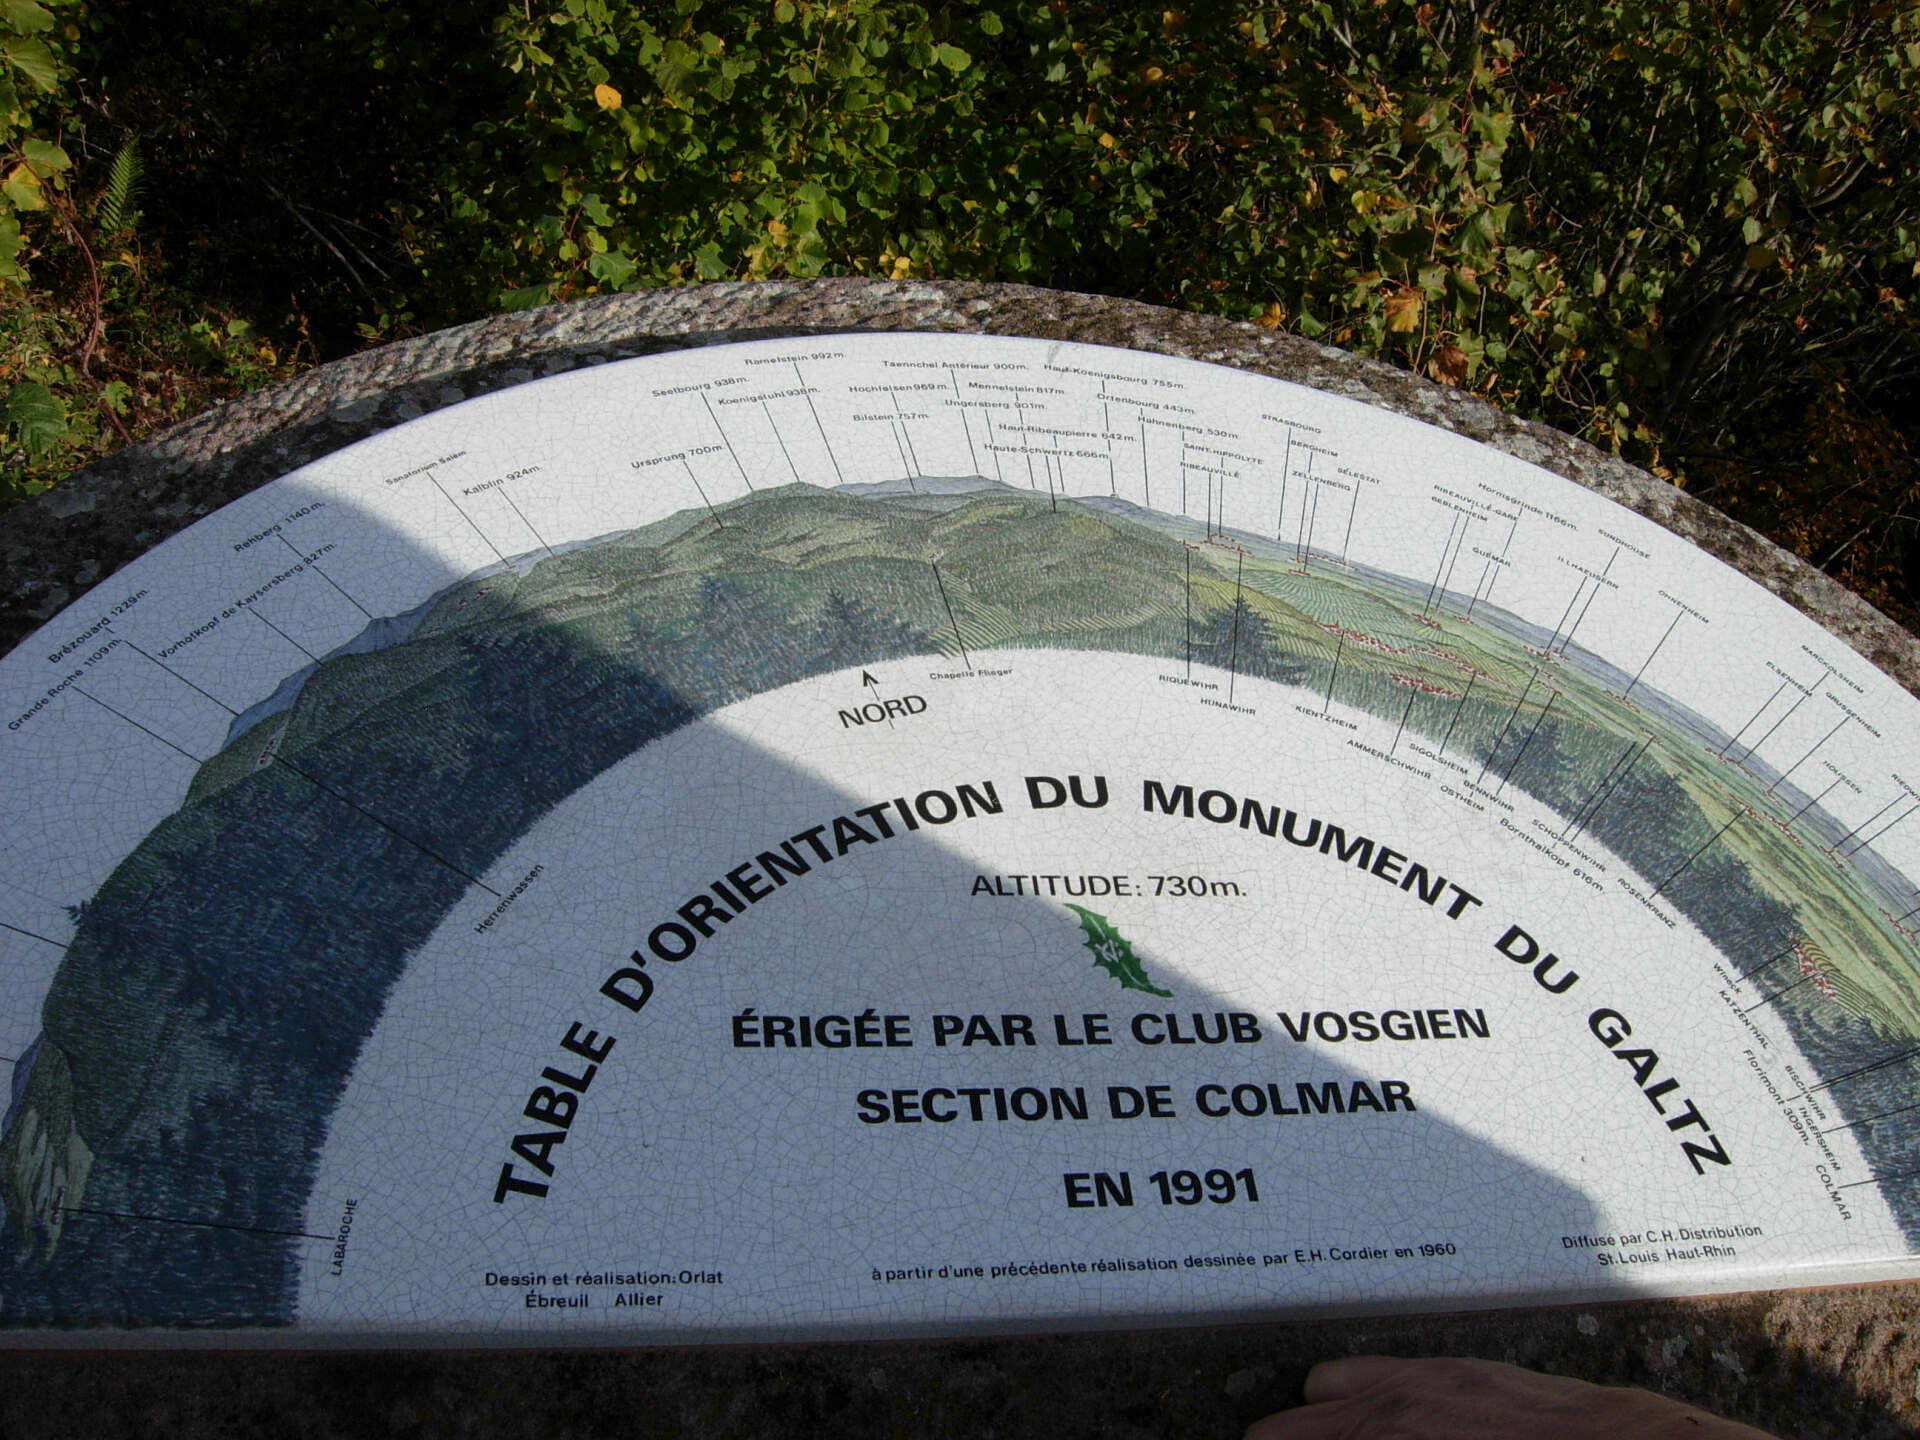 Grande Roche 1109m.
Brézouard 1229m.
Vorhofkopf de Kaysersberg 827m.
Rehberg 1140m.
Sanatorium Salem
Kalblin 924m.
Ursprung 700m.
Seelbourg 938m.
Koenigstuhl 938m.
Ramelstein 992m.
Bilstein 757m.
Hochfelsen 969m.
Taennchel Antérieur 900m.
Ungersberg 901m.
Mennelstein 817m.
Haute-Schwertz 666m.
Haut-Ribeaupierre 642m.
Haut-Koenigsbourg 755m.
Ortenbourg 443m.
Hahnenberg 530m.
RIBEAUVILLÉ
SAINT-HIPPOLYTE
STRASBOURG
BERGHEIM
ZELLENBERG
SÉLESTAT
BEBLENHEIM
RIBEAUVILLÉ-GARE
Hornisgrinde 1166m.
GUÉMAR
ILLHAEUSERN
SUNDHOUSE
OHNENHEIM
ELSENHEIM
MARCKOLSHEIM
GRUSSENHEIM
HOUSSEN
LABAROCHE
Herrenwassen
NORD
Chapelle Flieger
RIQUEWIHR
HUNAWIHR
KIENTZHEIM
AMMERSCHWIHR
SIGOLSHEIM
OSTHEIM
BENNWIHR
Bornthalkopf 616m.
SCHOPPENWIHR
ROSENKRANZ
Wineck
KATZENTHAL
Florimont 309m.
BISCHWIHR
INGERSHEIM
COLMAR
TABLE D'ORIENTATION DU MONUMENT DU GALTZ
ALTITUDE: 730m.
ÉRIGÉE PAR LE CLUB VOSGIEN
SECTION DE COLMAR
EN 1991
Dessin et réalisation: Orlat
Ébreuil Allier
à partir d'une précédente réalisation dessinée par E.H. Cordier en 1960
Diffusé par C.H. Distribution
St. Louis Haut-Rhin